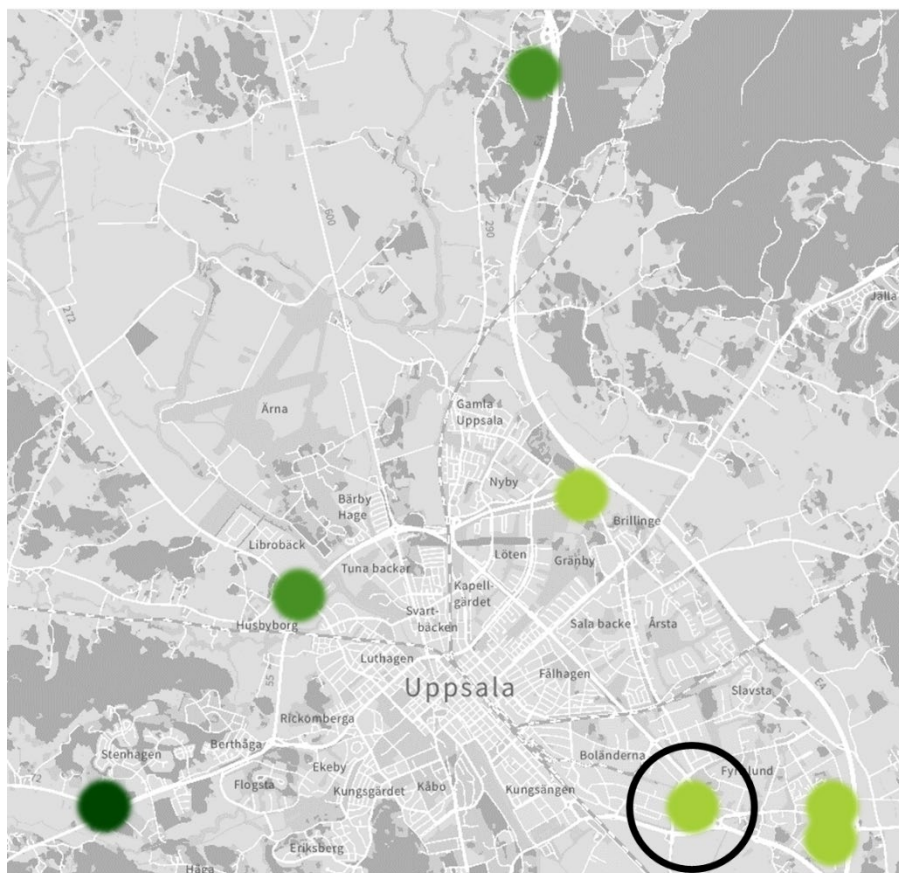 600
290
E4
272
Jälla
Ärna
Gamla
Uppsala
Nyby
Bärby
Hage
Brillinge
Librobäck
Löten
Gränby
Tuna backar
Kapell-
gärdet
Svart-
bäcken
Husbyborg
Sala backe
Årsta
Luthagen
Fålhagen
Uppsala
55
E4
Slavsta
Rickomberga
Berthåga
Stenhagen
Boländerna
Ekeby
72
Flogsta
Kungsgärdet
Kåbo
Kungsängen
Eriksberg
Håga